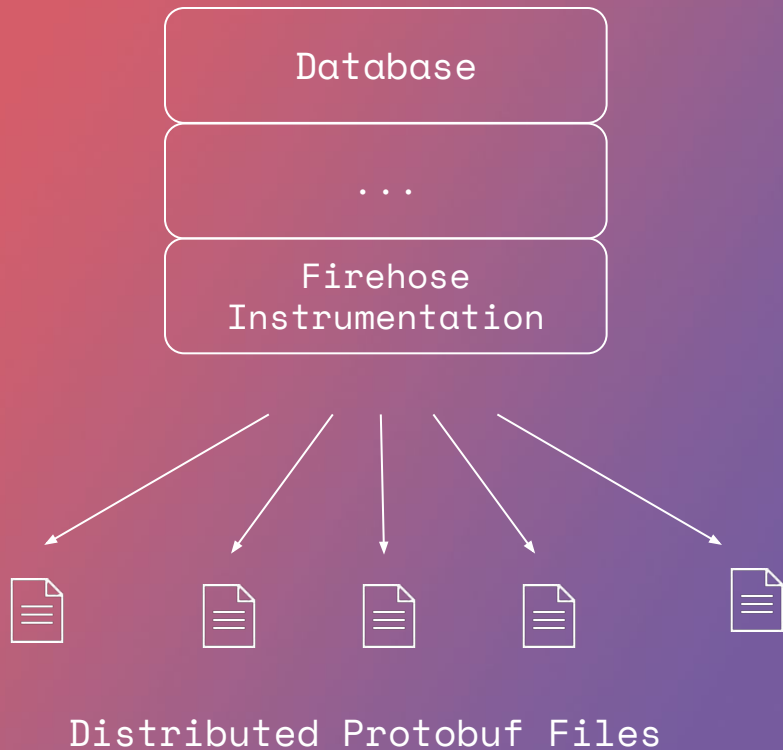 Database
...
Firehose
Instrumentation
Distributed Protobuf Files